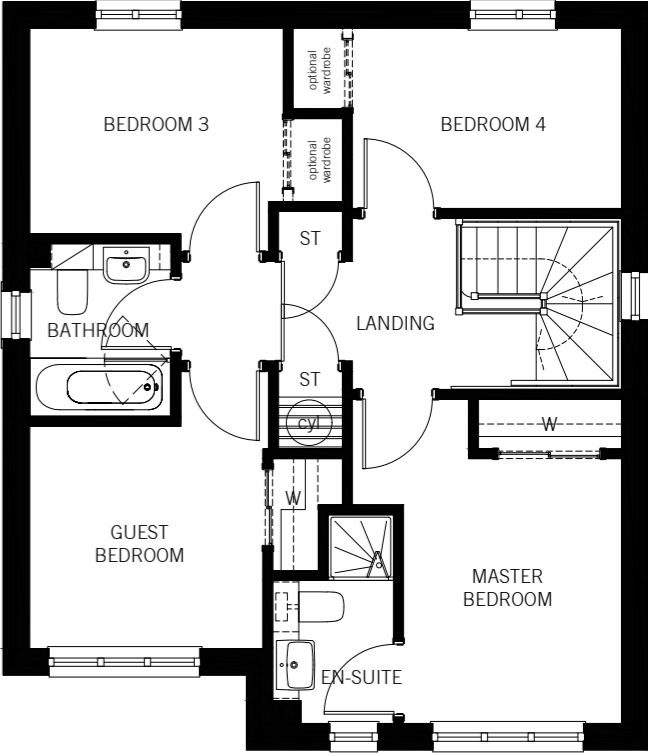 optional
wardrobe
BEDROOM 3
BEDROOM 4
optional
wardrobe
ST
BATHROOM
LANDING
ST
cyl
W
W
GUEST
BEDROOM
MASTER
BEDROOM
EN-SUITE